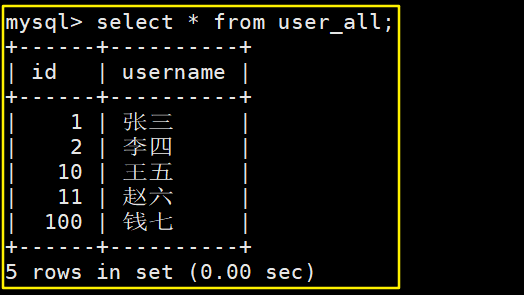 mysql> select * from user_all;
+------+----------+
| id   | username |
+------+----------+
|    1 | 张三     |
|    2 | 李四     |
|   10 | 王五     |
|   11 | 赵六     |
|  100 | 钱七     |
+------+----------+
5 rows in set (0.00 sec)